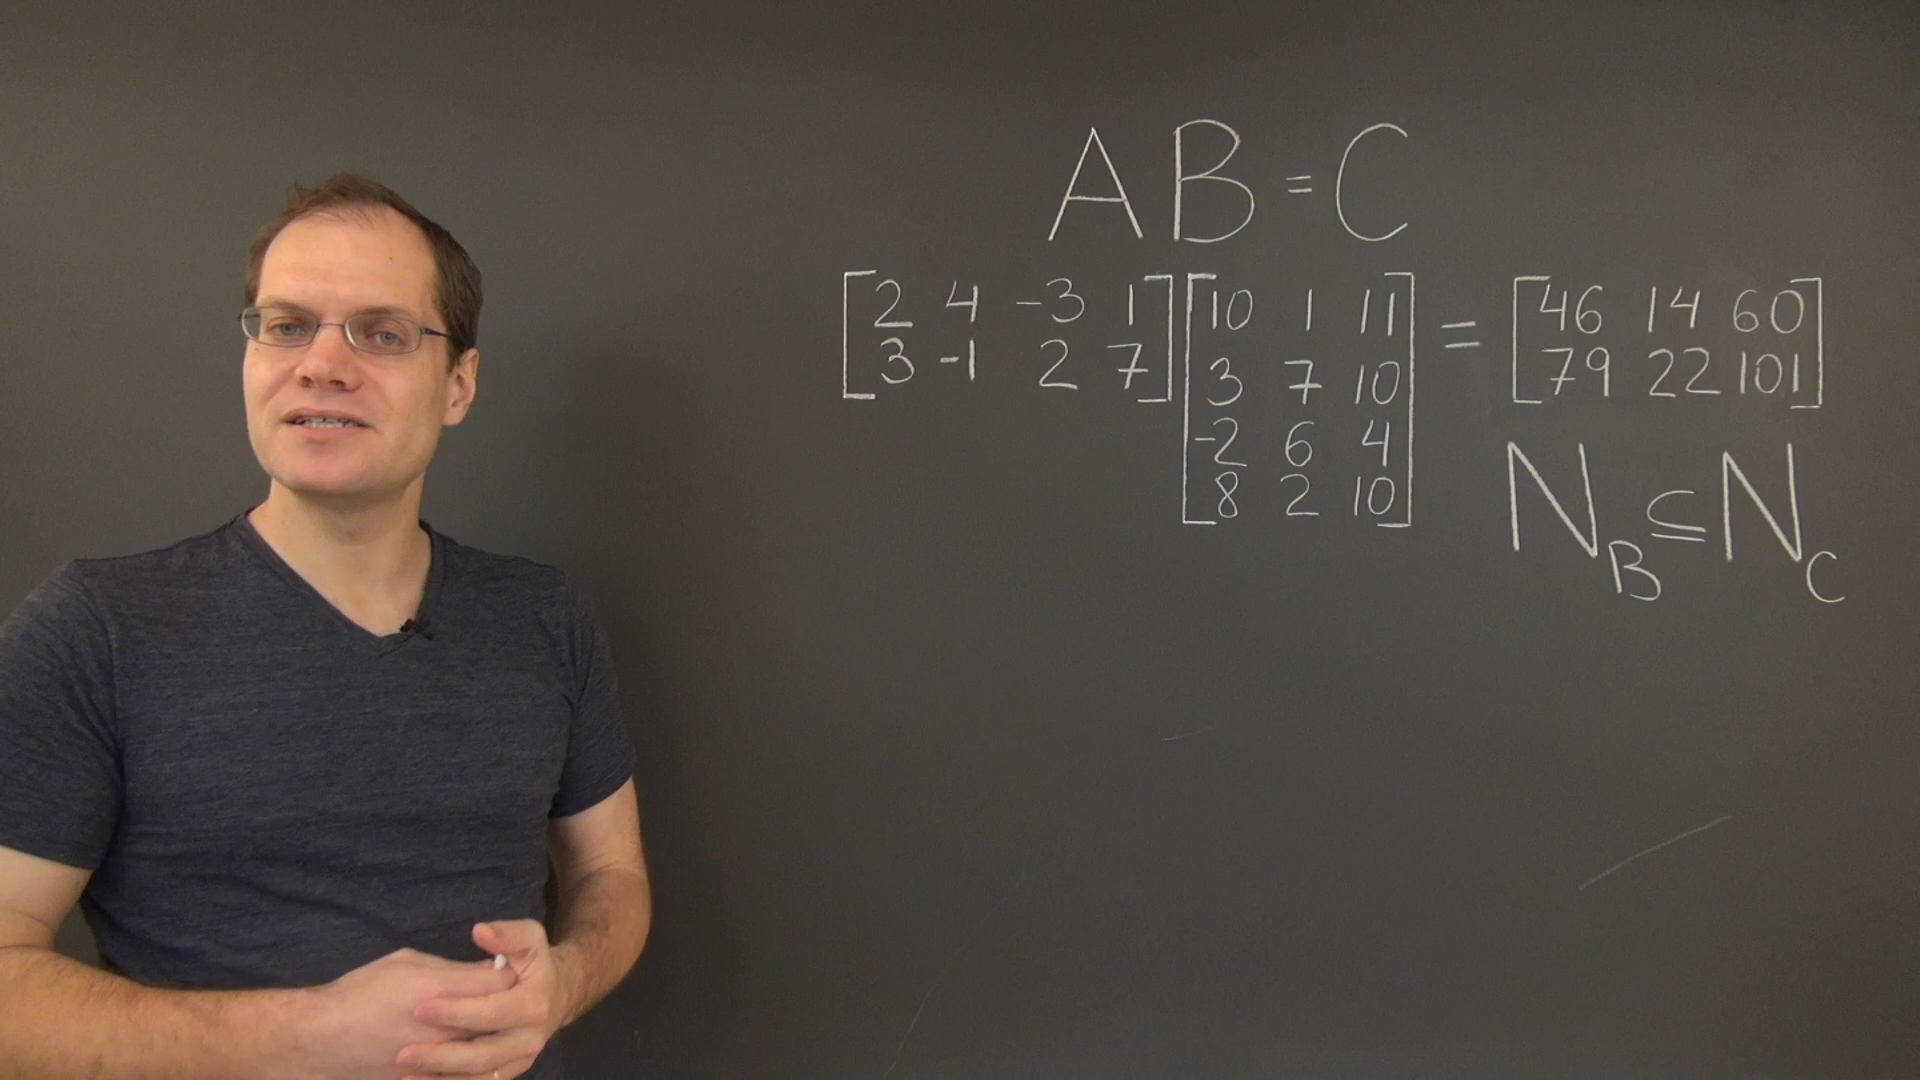 A B = C
[2 4 -3 1] [10 1 11] = [46 14 60]
[3 -1 2 7] [3 7 10] [79 22 101]
[-2 6 4]
[8 2 10]
N_B ⊆ N_C